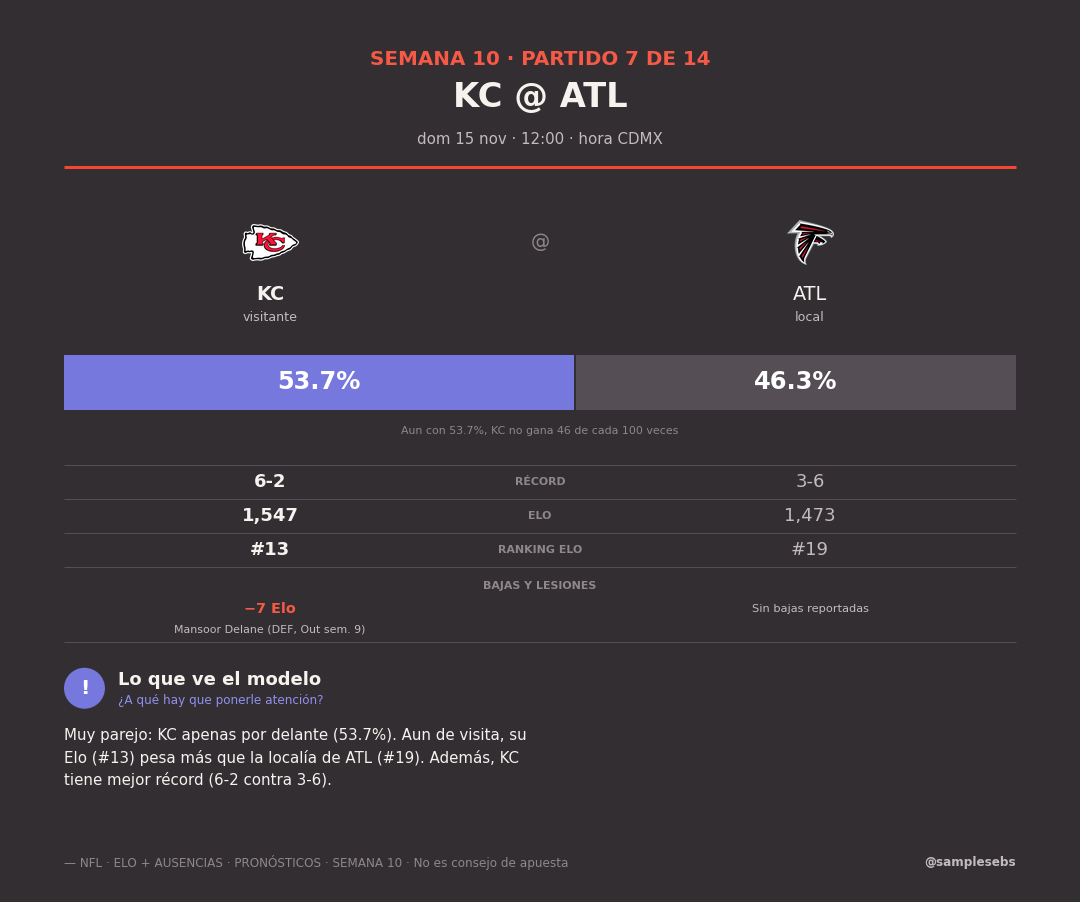 SEMANA 10 · PARTIDO 7 DE 14
KC @ ATL
dom 15 nov · 12:00 · hora CDMX
KC
@
KC
ATL
visitante
local
53.7%
46.3%
Aun con 53.7%, KC no gana 46 de cada 100 veces
6-2
RÉCORD
3-6
1,547
ELO
1,473
#13
RANKING ELO
#19
BAJAS Y LESIONES
−7 Elo
Sin bajas reportadas
Mansoor Delane (DEF, Out sem. 9)
!
Lo que ve el modelo
¿A qué hay que ponerle atención?
Muy parejo: KC apenas por delante (53.7%). Aun de visita, su
Elo (#13) pesa más que la localía de ATL (#19). Además, KC
tiene mejor récord (6-2 contra 3-6).
— NFL · ELO + AUSENCIAS · PRONÓSTICOS · SEMANA 10 · No es consejo de apuesta
@samplesebs